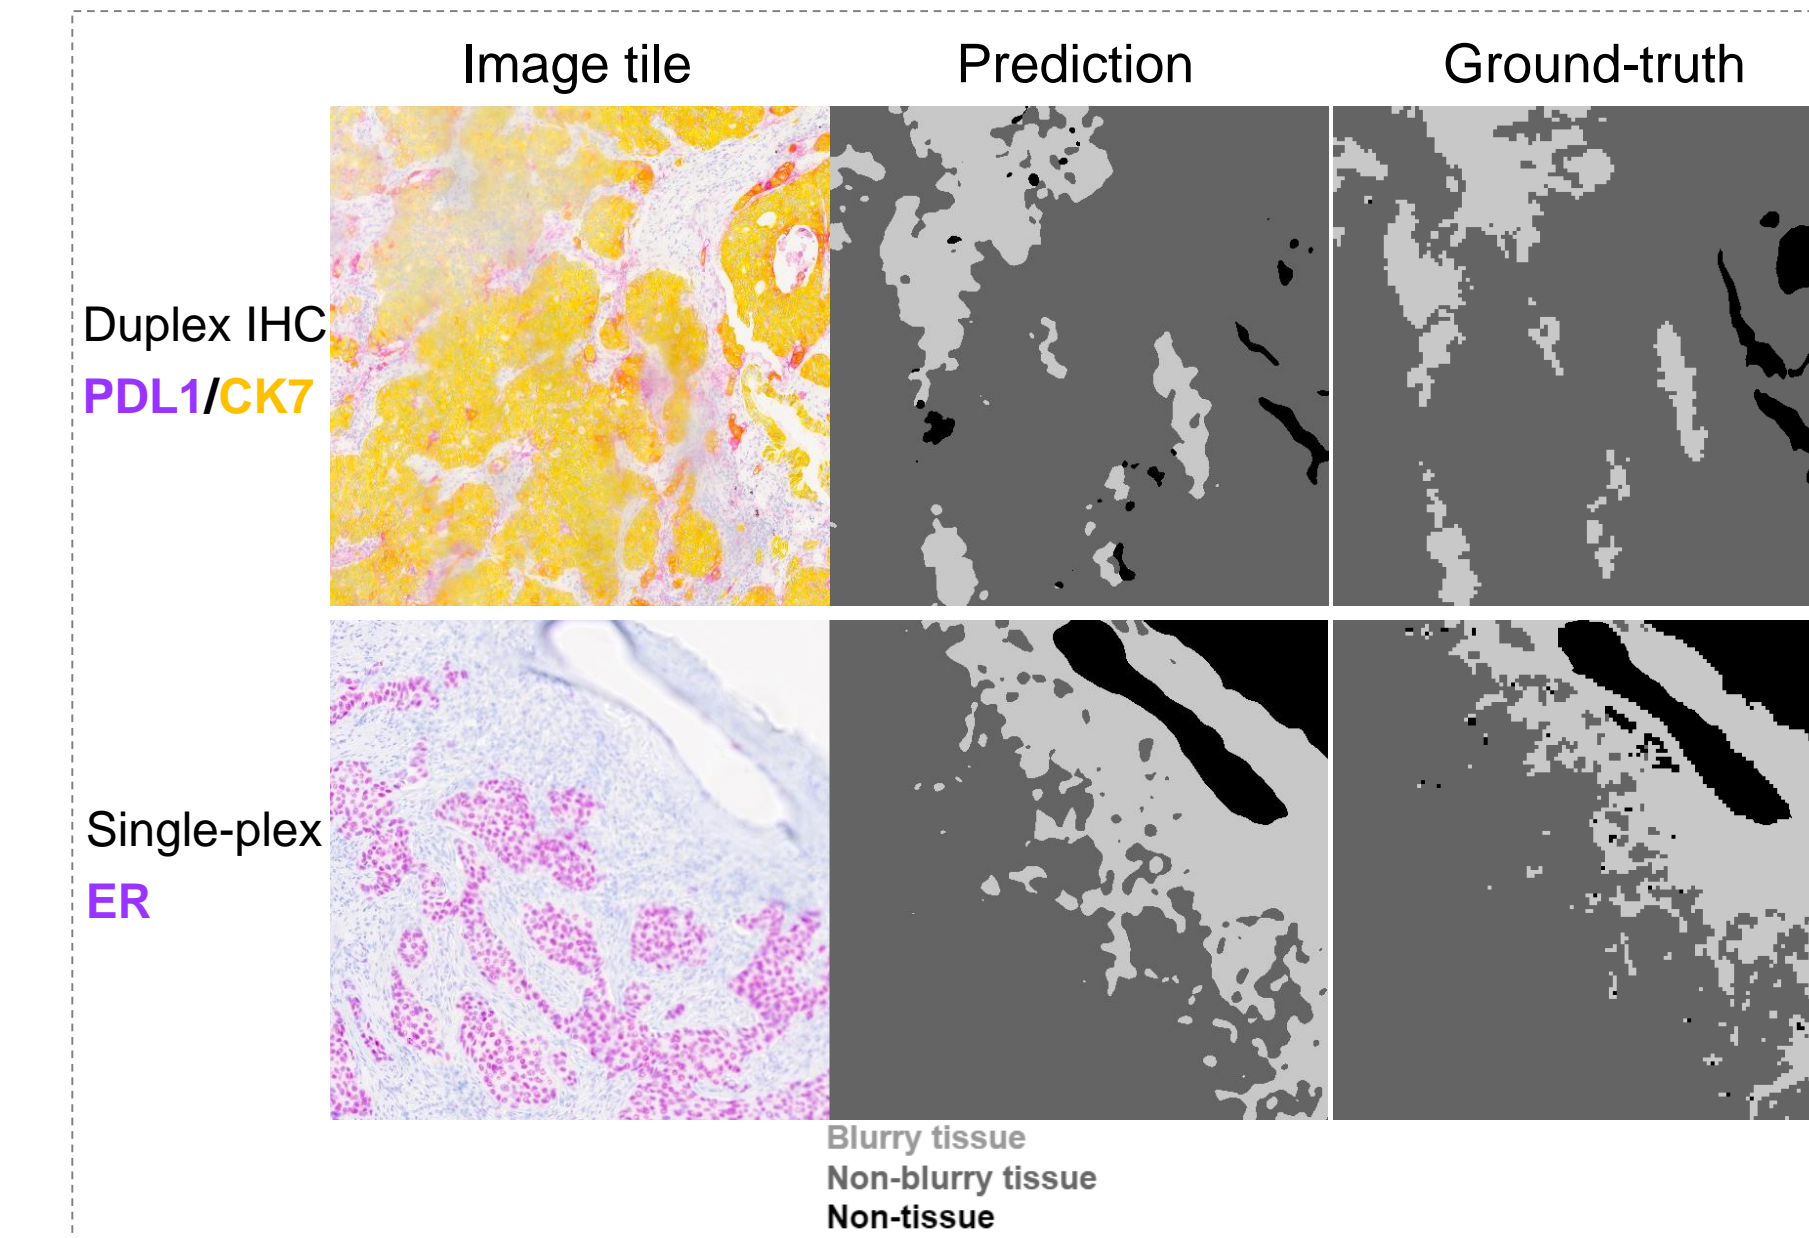 Image tile Prediction Ground-truth
Duplex IHC
PDL1/CK7
Single-plex
ER
Blurry tissue
Non-blurry tissue
Non-tissue